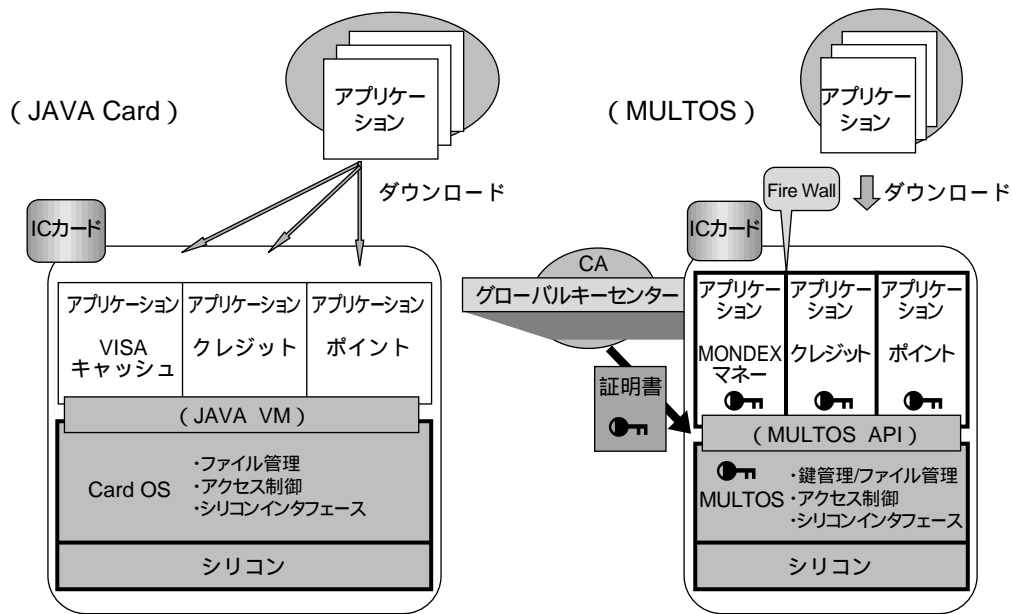 （JAVA Card）
アプリケー
ション
ダウンロード
ICカード
アプリケーション
VISA
キャッシュ
アプリケーション
クレジット
アプリケーション
ポイント
（JAVA VM）
Card OS
・ファイル管理
・アクセス制御
・シリコンインタフェース
シリコン
（MULTOS）
アプリケー
ション
Fire Wall
ダウンロード
ICカード
CA
グローバルキーセンター
証明書
アプリケー
ション
MONDEX
マネー
アプリケー
ション
クレジット
アプリケー
ション
ポイント
（MULTOS API）
MULTOS
・鍵管理/ファイル管理
・アクセス制御
・シリコンインタフェース
シリコン